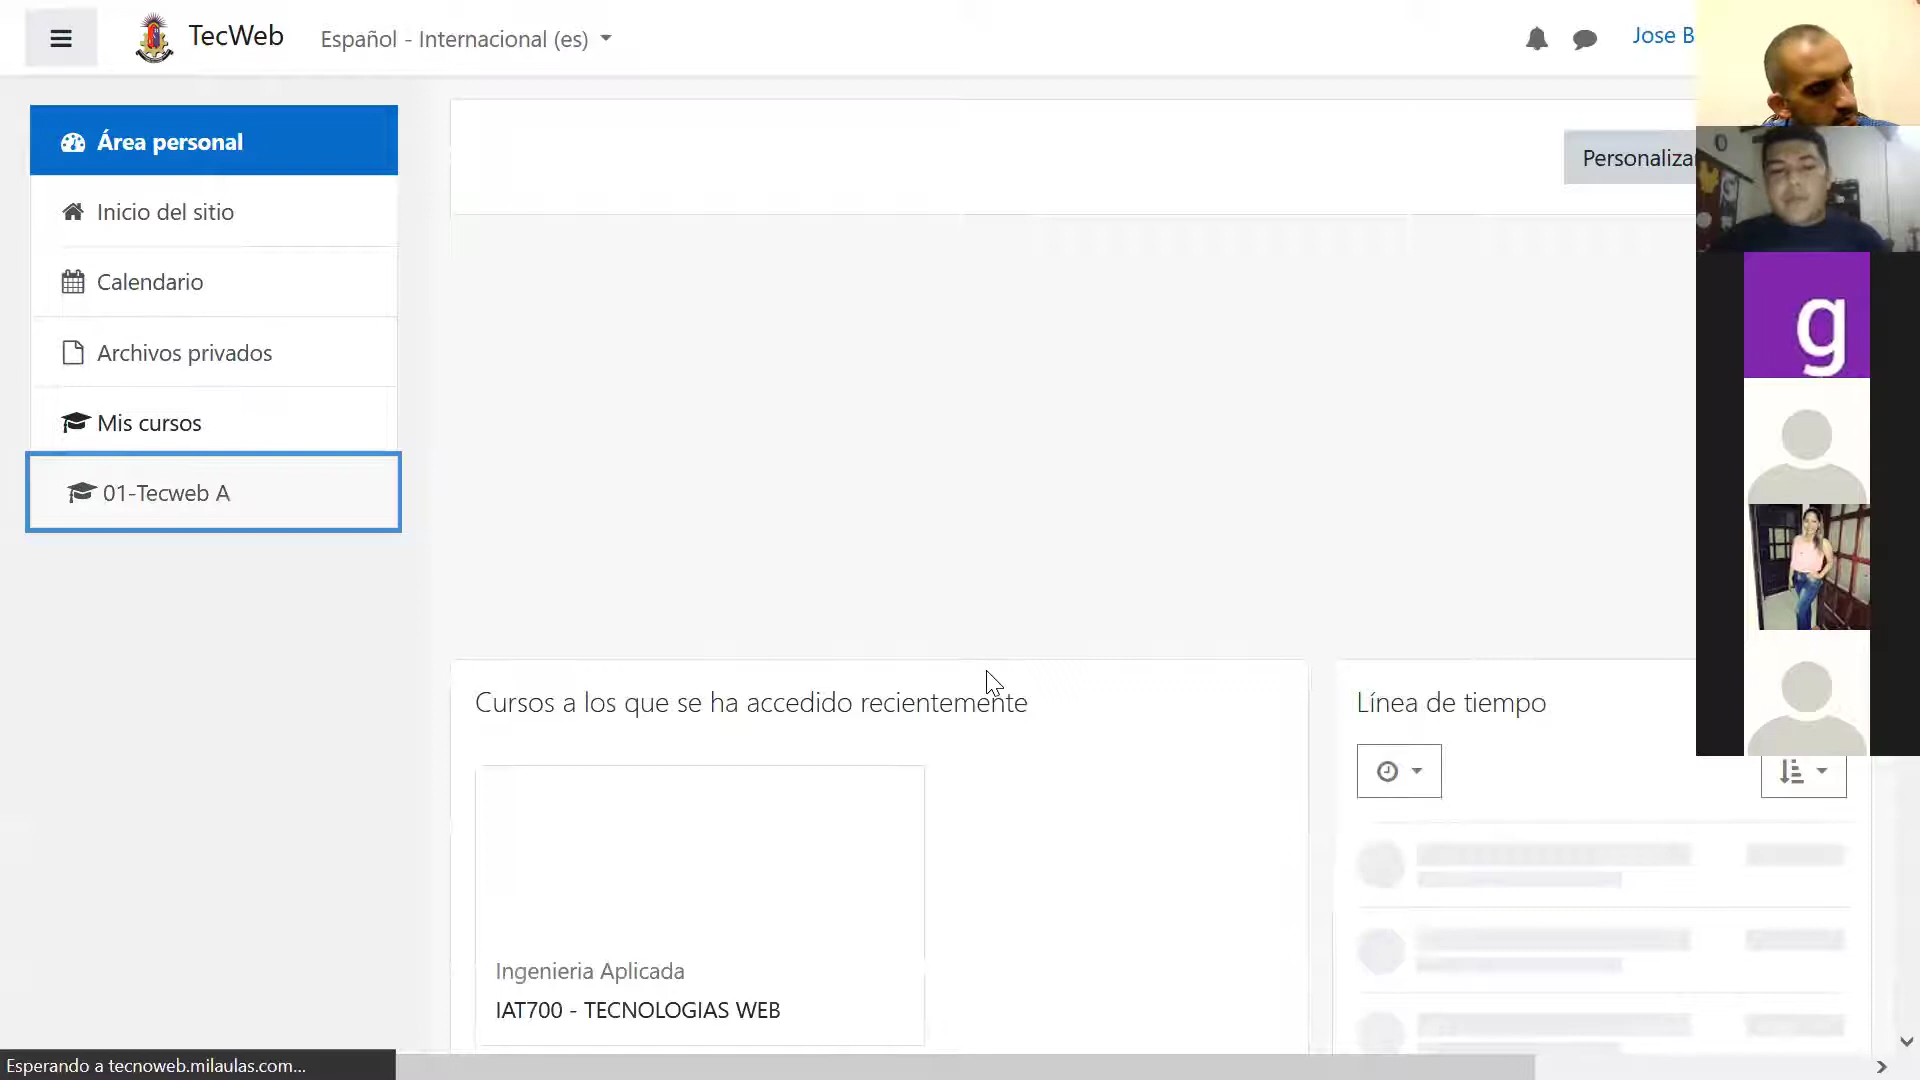 TecWeb
Español - Internacional (es)
Jose B
Área personal
Inicio del sitio
Calendario
Archivos privados
Mis cursos
01-Tecweb A
Personaliza
g
Cursos a los que se ha accedido recientemente
Línea de tiempo
Ingenieria Aplicada
IAT700 - TECNOLOGIAS WEB
Esperando a tecnoweb.milaulas.com...